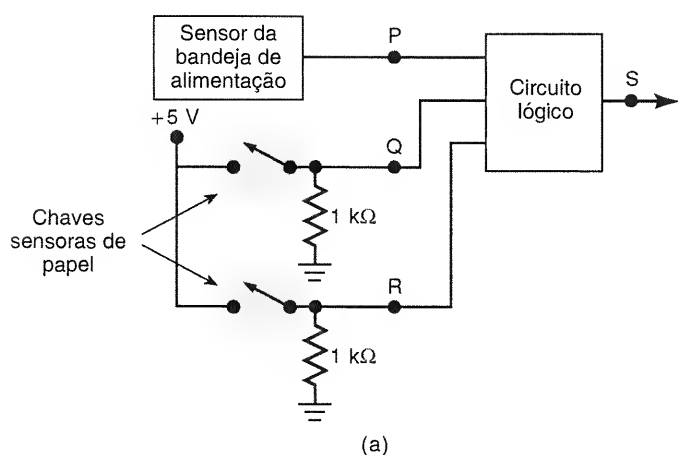 Sensor da
bandeja de
alimentação
P
Circuito
lógico
S
+5 V
Q
1 kΩ
Chaves
sensoras de
papel
R
1 kΩ
(a)